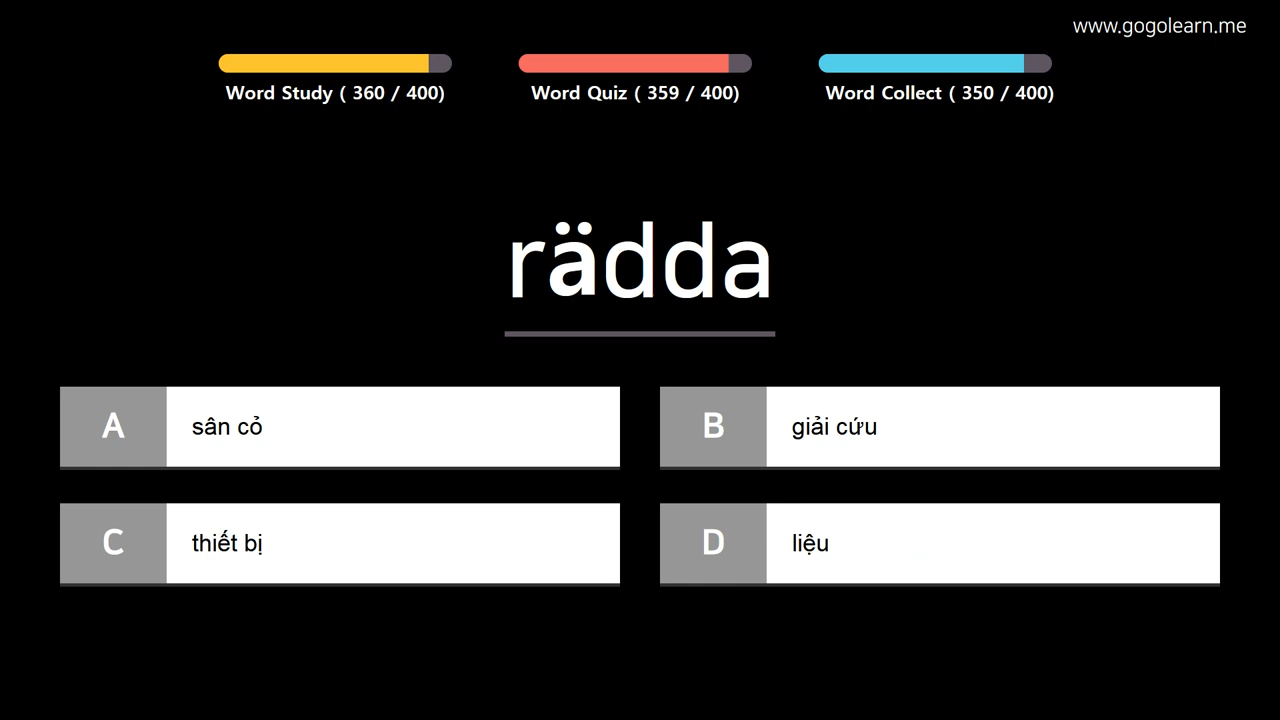 www.gogolearn.me
Word Study ( 360 / 400)
Word Quiz ( 359 / 400)
Word Collect ( 350 / 400)
rädda
A sân cỏ
B giải cứu
C thiết bị
D liệu